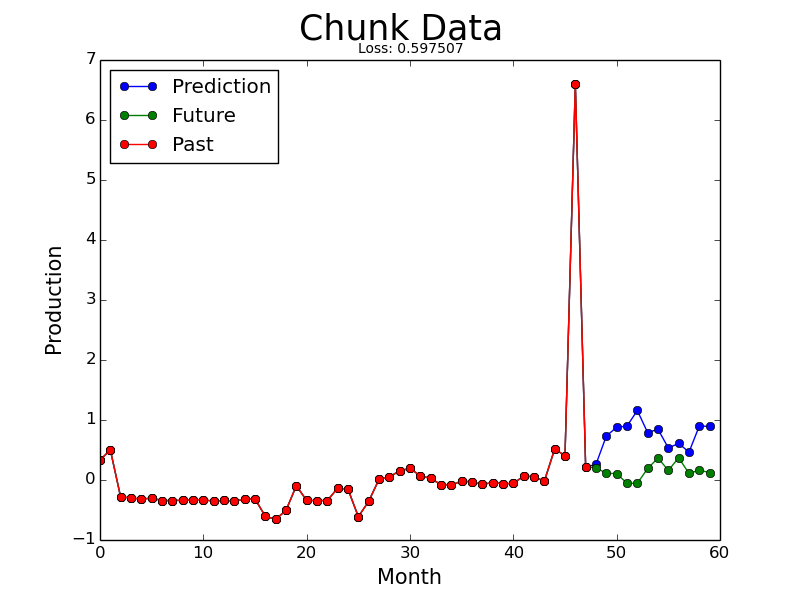 Chunk Data
Loss: 0.597507
7
6
5
4
3
2
1
0
−1
Prediction
Future
Past
Production
0 10 20 30 40 50 60
Month